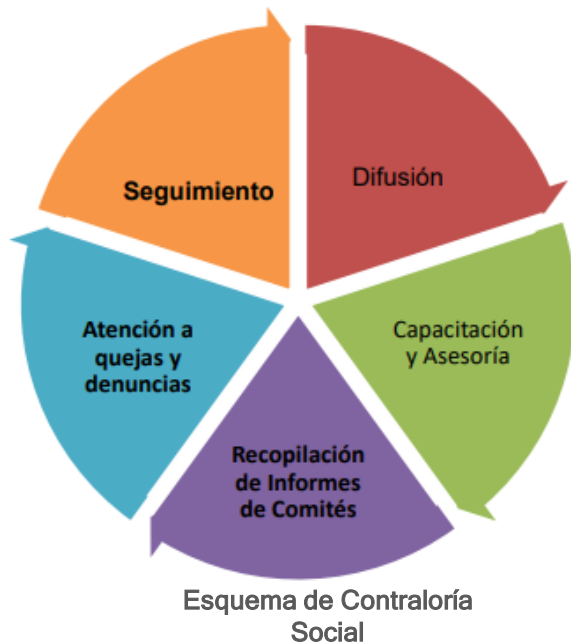 Seguimiento
Difusión
Capacitación
y Asesoría
Recopilación
de Informes
de Comités
Atención a
quejas y
denuncias
Esquema de Contraloría
Social